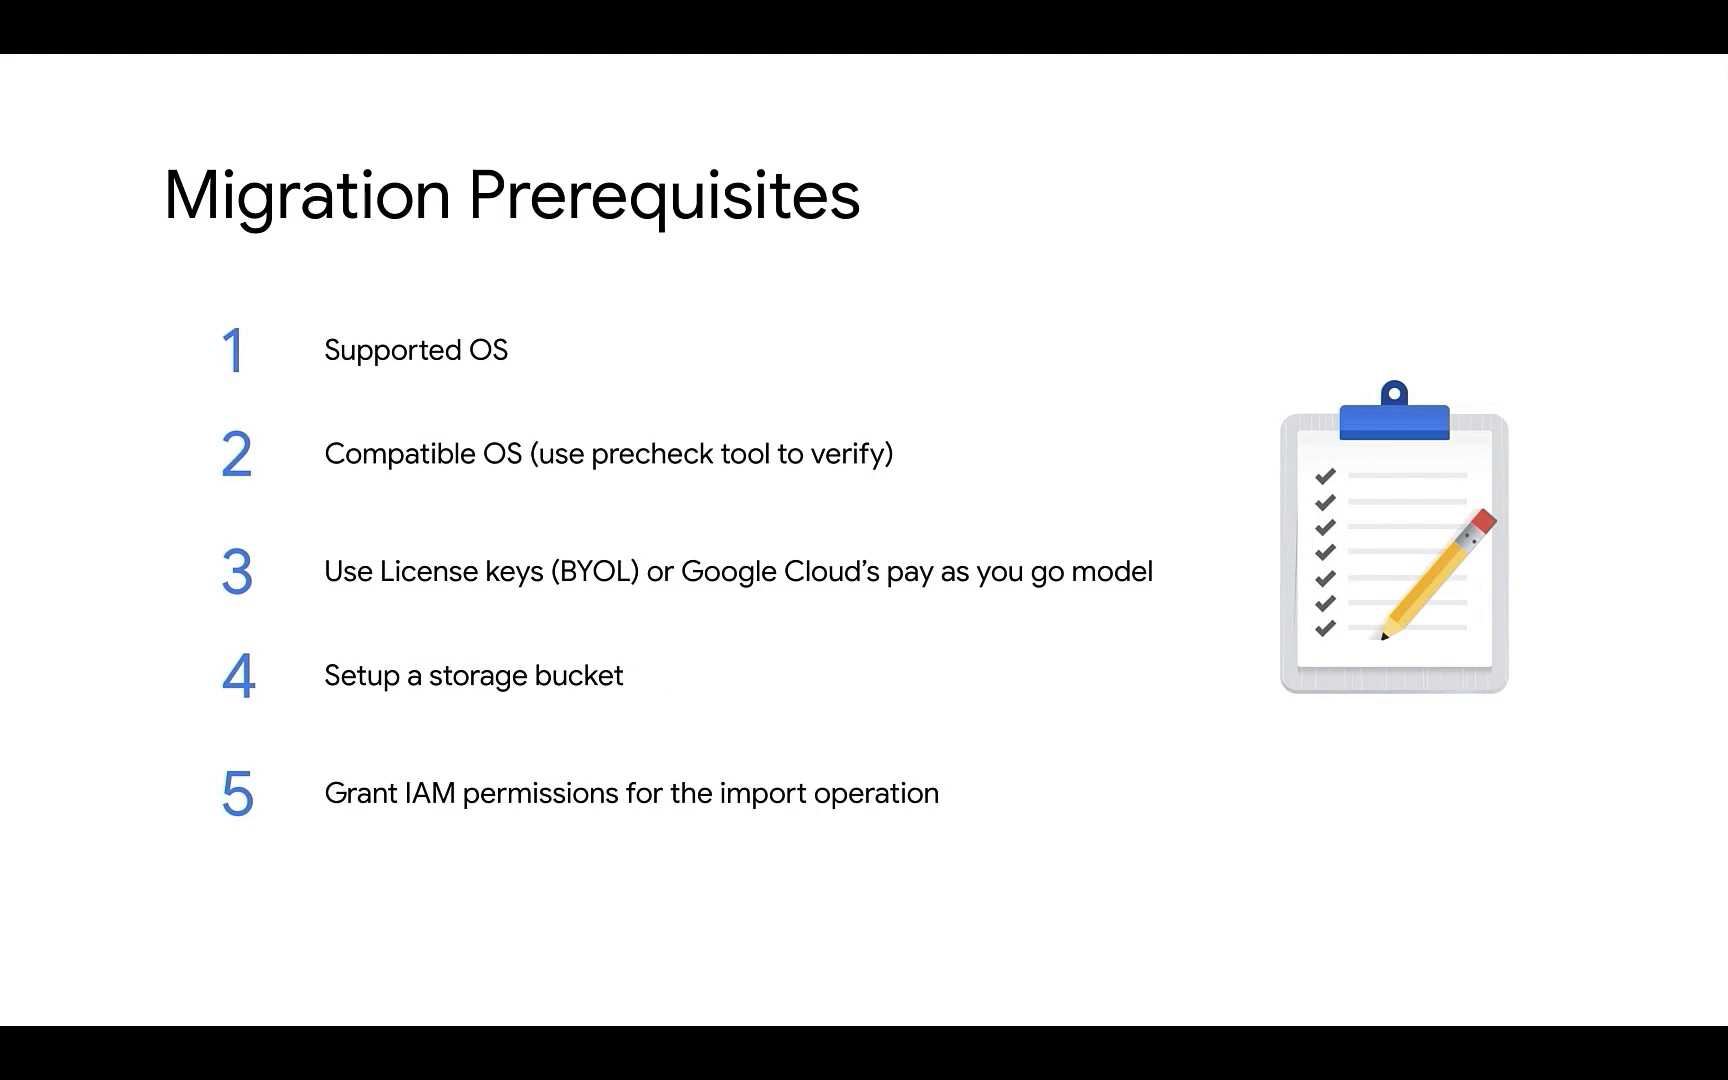 Migration Prerequisites
1 Supported OS
2 Compatible OS (use precheck tool to verify)
3 Use License keys (BYOL) or Google Cloud’s pay as you go model
4 Setup a storage bucket
5 Grant IAM permissions for the import operation